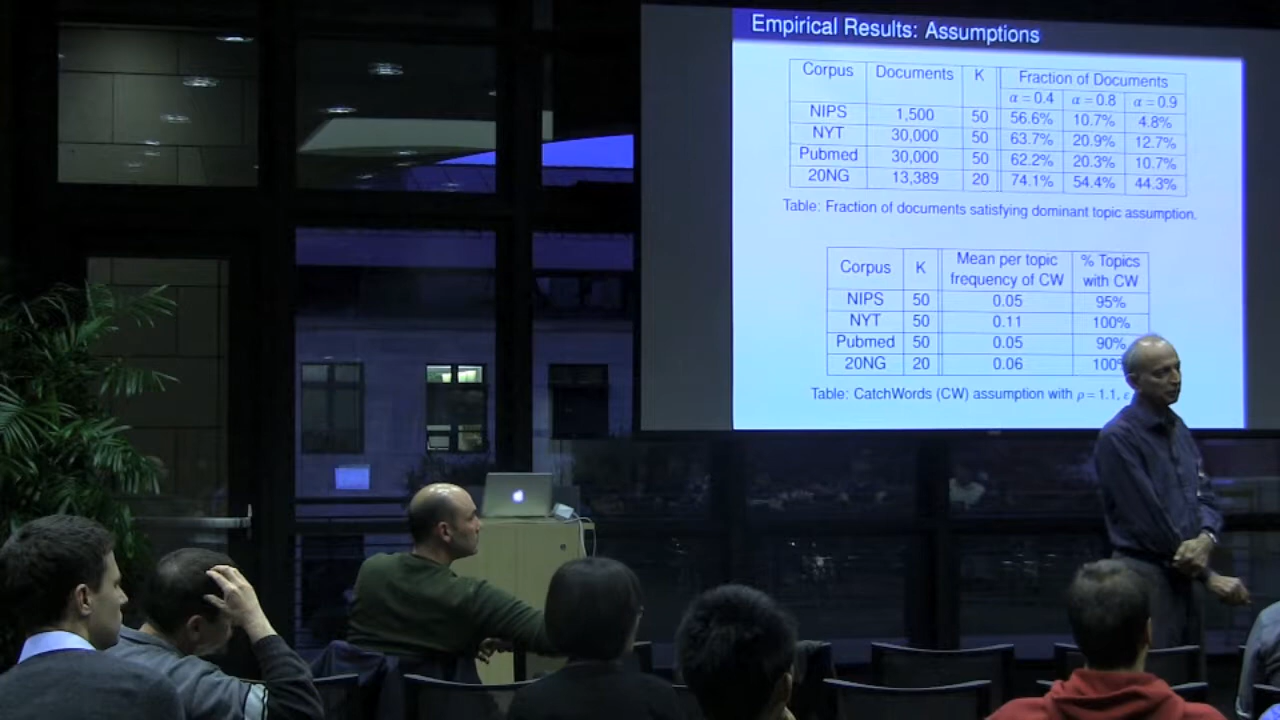 Empirical Results: Assumptions
Corpus Documents K Fraction of Documents
α = 0.4 α = 0.8 α = 0.9
NIPS 1,500 50 56.6% 10.7% 4.8%
NYT 30,000 50 63.7% 20.9% 12.7%
Pubmed 30,000 50 62.2% 20.3% 10.7%
20NG 13,389 20 74.1% 54.4% 44.3%
Table: Fraction of documents satisfying dominant topic assumption.
Corpus K Mean per topic frequency of CW % Topics with CW
NIPS 50 0.05 95%
NYT 50 0.11 100%
Pubmed 50 0.05 90%
20NG 20 0.06 100%
Table: CatchWords (CW) assumption with ρ = 1.1, ε